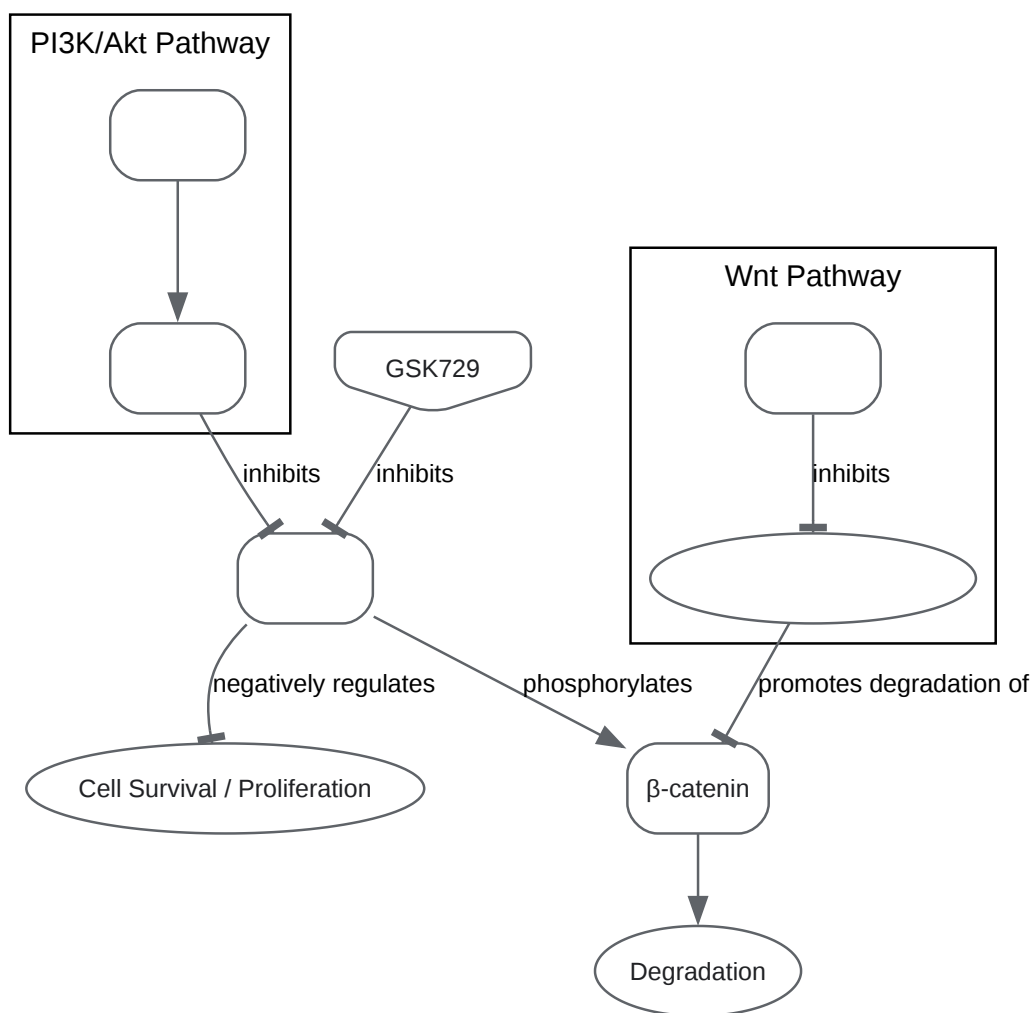 PI3K/Akt Pathway
Wnt Pathway
GSK729
inhibits
inhibits
inhibits
negatively regulates
phosphorylates
promotes degradation of
Cell Survival / Proliferation
β-catenin
Degradation